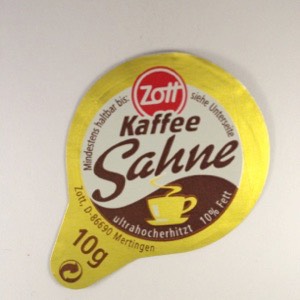 Zott
Mindestens haltbar bis: siehe Unterseite
Kaffee
Sahne
ultrahocherhitzt 10% Fett
Zott, D-86690 Mertingen
10g